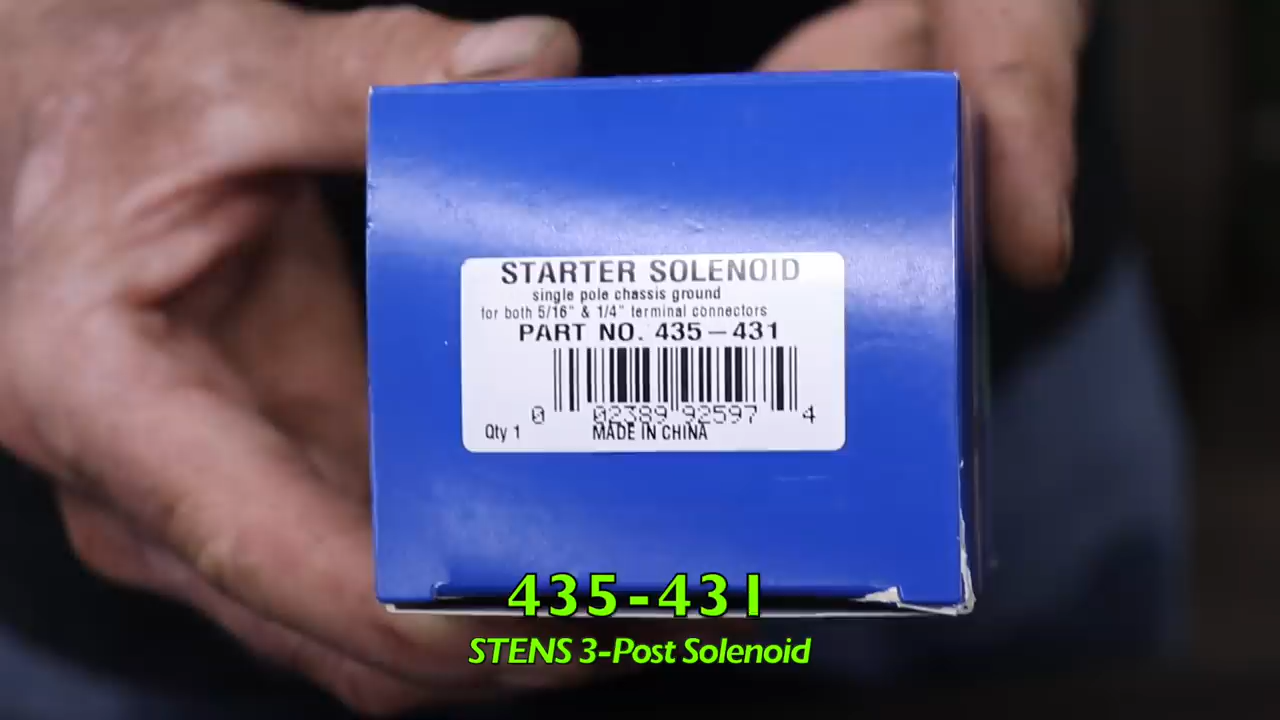 STARTER SOLENOID
single pole chassis ground
for both 5/16" & 1/4" terminal connectors
PART NO. 435-431
0 02389 92597 4
Qty 1 MADE IN CHINA
435-431
STENS 3-Post Solenoid